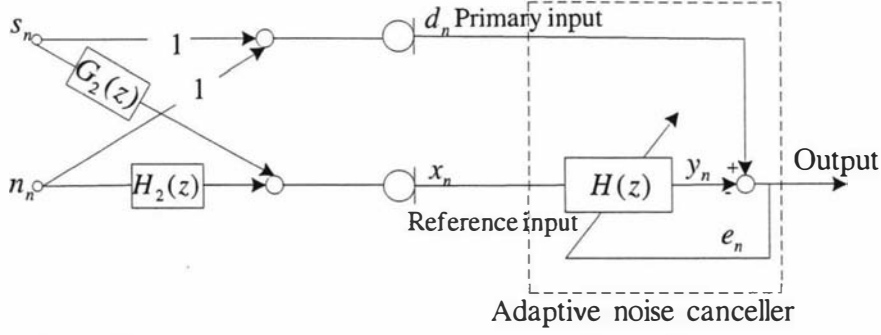 s_n
1
d_n Primary input
G_2(z)
1
n_n
H_2(z)
x_n
Reference input
H(z)
y_n
+
-
Output
e_n
Adaptive noise canceller